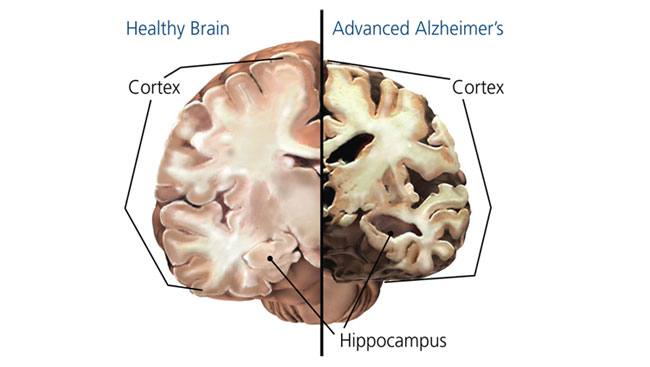 Healthy Brain
Advanced Alzheimer's
Cortex
Cortex
Hippocampus